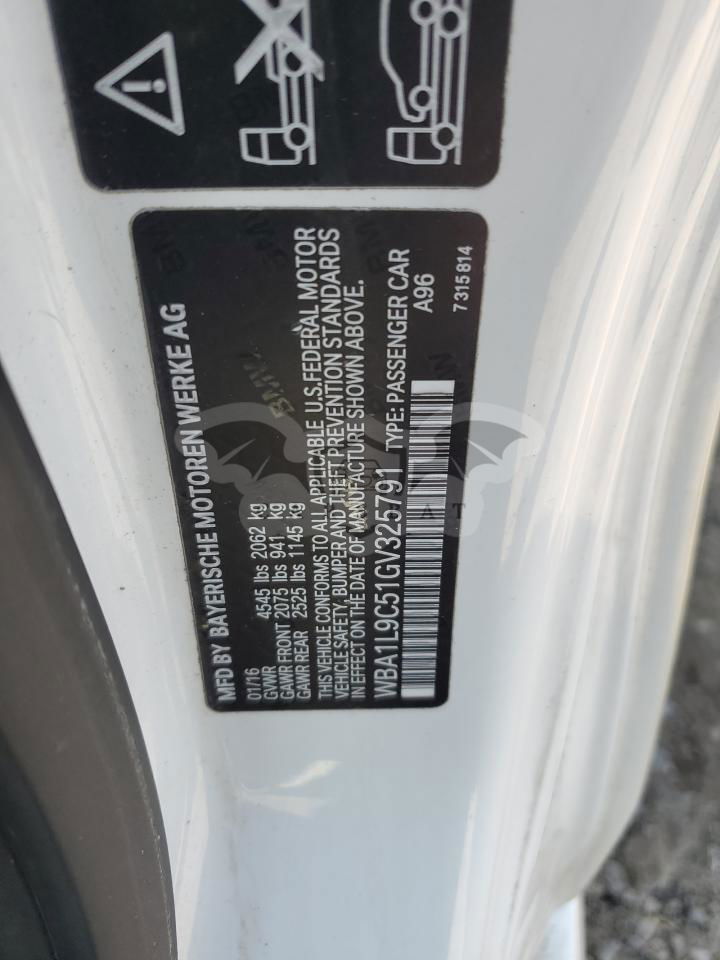 MFD BY BAYERISCHE MOTOREN WERKE AG
01/16
GVWR 4545 lbs 2062 kg
GAWR FRONT 2075 lbs 941 kg
GAWR REAR 2525 lbs 1145 kg
THIS VEHICLE CONFORMS TO ALL APPLICABLE U.S.FEDERAL MOTOR
VEHICLE SAFETY, BUMPER AND THEFT PREVENTION STANDARDS
IN EFFECT ON THE DATE OF MANUFACTURE SHOWN ABOVE.
WBA1L9C51GV325791 TYPE: PASSENGER CAR
A96
7315814